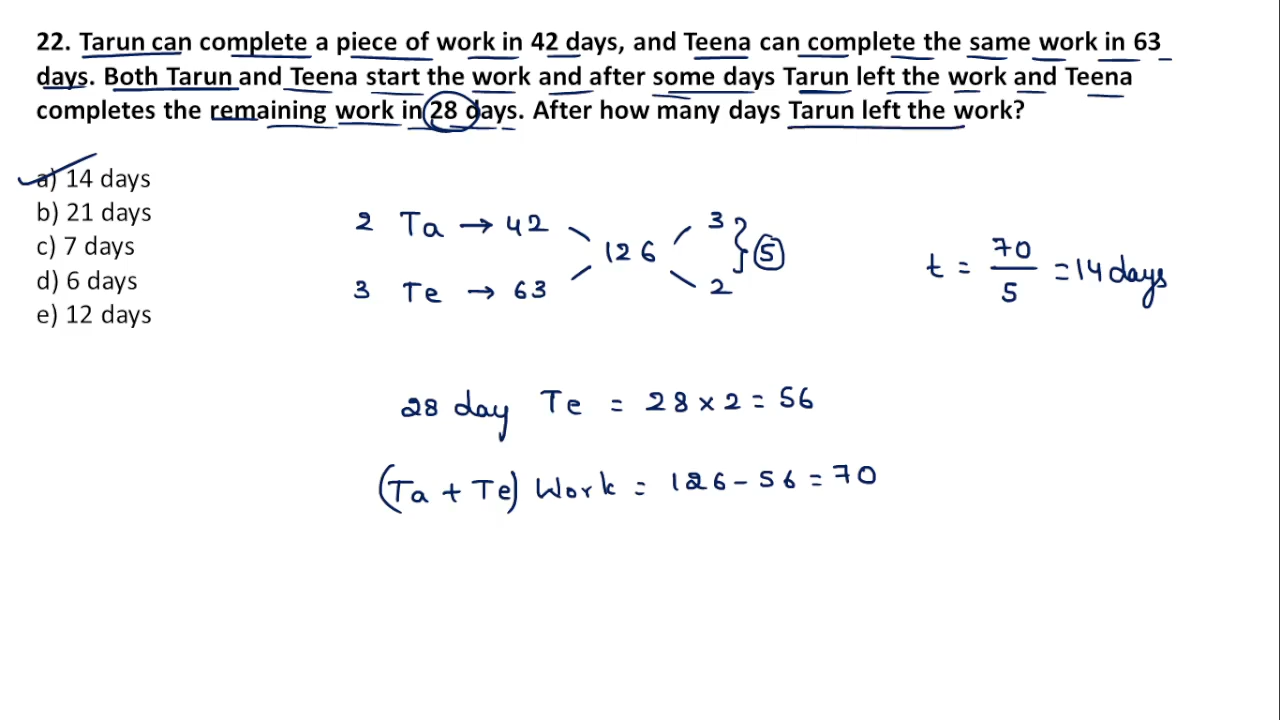 22. Tarun can complete a piece of work in 42 days, and Teena can complete the same work in 63
days. Both Tarun and Teena start the work and after some days Tarun left the work and Teena
completes the remaining work in 28 days. After how many days Tarun left the work?
a) 14 days
b) 21 days
c) 7 days
d) 6 days
e) 12 days
2 Ta → 42
126
3
2
5
3 Te → 63
t = 70/5 = 14 days
28 day Te = 28 × 2 = 56
(Ta + Te) Work = 126 - 56 = 70